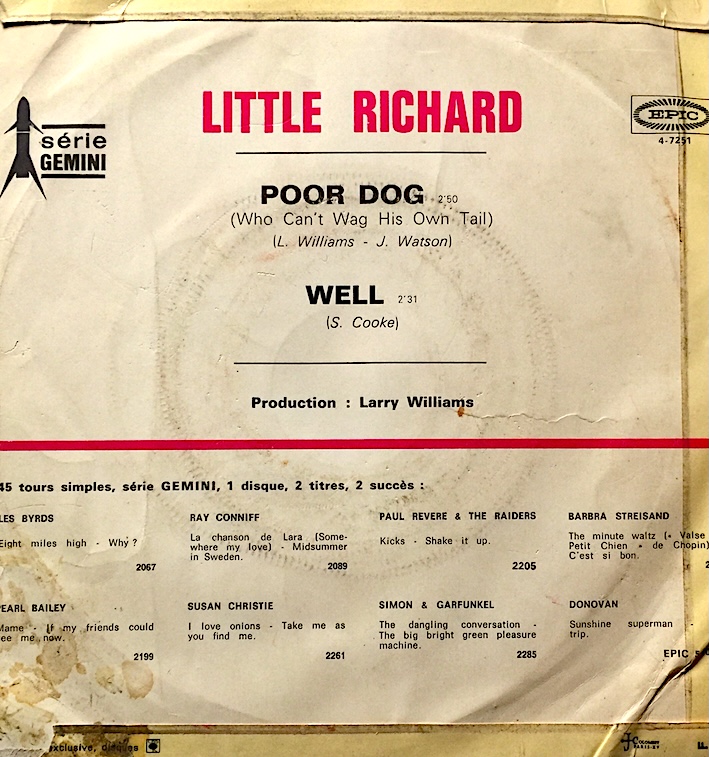 LITTLE RICHARD
série
GEMINI
EPIC
4-7251
POOR DOG 2'50
(Who Can't Wag His Own Tail)
(L. Williams - J. Watson)
WELL 2'31
(S. Cooke)
Production : Larry Williams
45 tours simples, série GEMINI, 1 disque, 2 titres, 2 succès :
LES BYRDS
Eight miles high - Why ?
2067
RAY CONNIFF
La chanson de Lara (Some-
where my love) - Midsummer
in Sweden.
2089
PAUL REVERE & THE RAIDERS
Kicks - Shake it up.
2205
BARBRA STREISAND
The minute waltz (« Valse
Petit Chien » de Chopin)
C'est si bon.
2
PEARL BAILEY
Mame - If my friends could
see me now.
2199
SUSAN CHRISTIE
I love onions - Take me as
you find me.
2261
SIMON & GARFUNKEL
The dangling conversation -
The big bright green pleasure
machine.
2285
DONOVAN
Sunshine superman -
trip.
EPIC
exclusive, disques